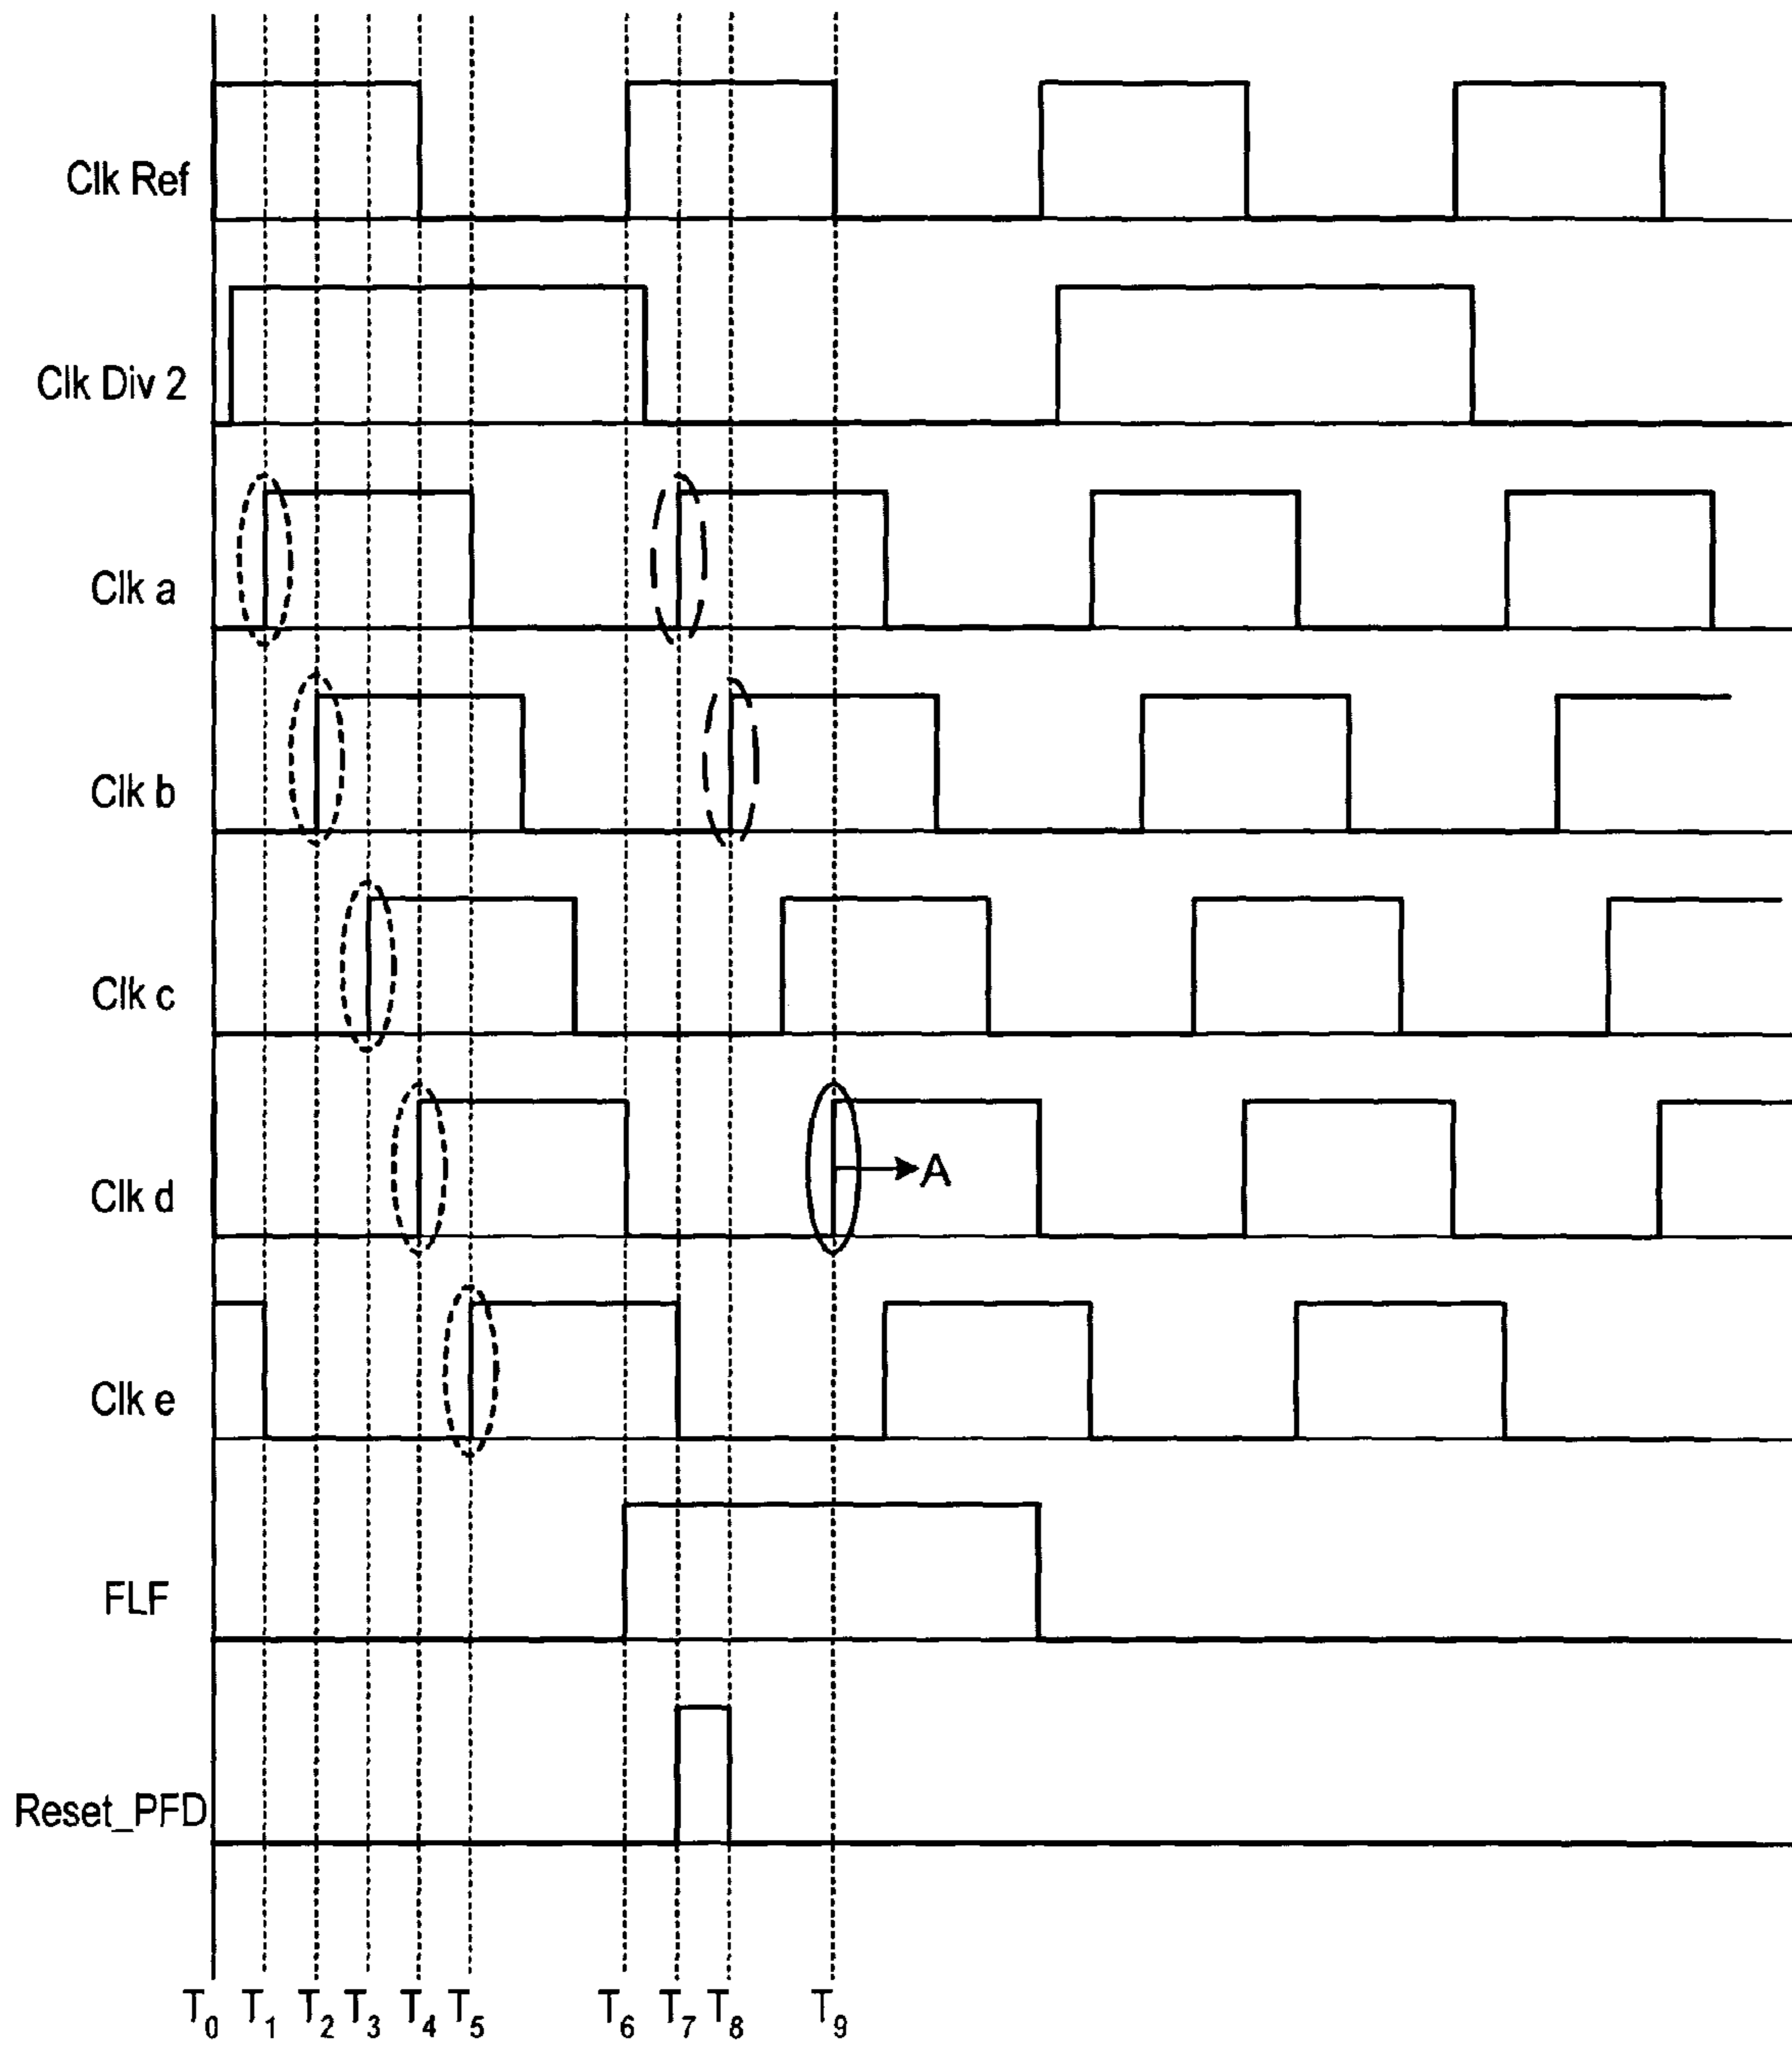 Clk Ref
Clk Div 2
Clk a
Clk b
Clk c
Clk d
A
Clk e
FLF
Reset_PFD
T0 T1 T2 T3 T4 T5 T6 T7 T8 T9